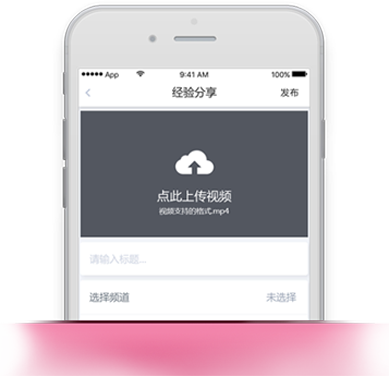 ●●●●● App 9:41 AM 100%
经验分享 发布
点此上传视频
视频支持的格式.mp4
请输入标题...
选择频道 未选择